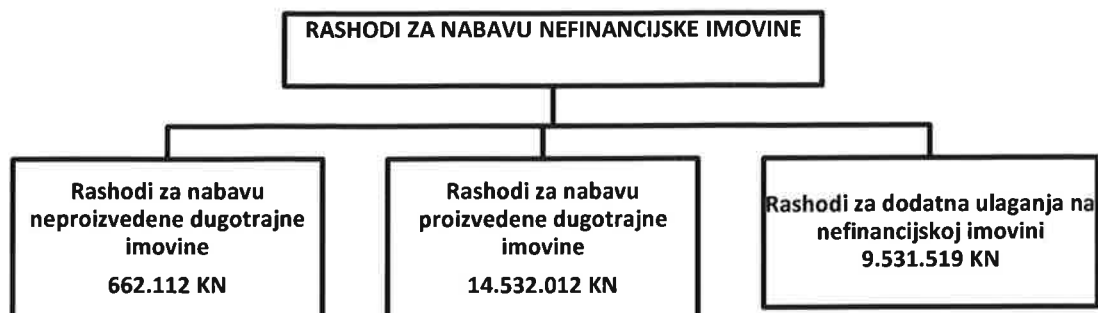 RASHODI ZA NABAVU NEFINANCIJSKE IMOVINE
Rashodi za nabavu
neproizvedene dugotrajne
imovine
662.112 KN
Rashodi za nabavu
proizvedene dugotrajne
imovine
14.532.012 KN
Rashodi za dodatna ulaganja na
nefinancijskoj imovini
9.531.519 KN